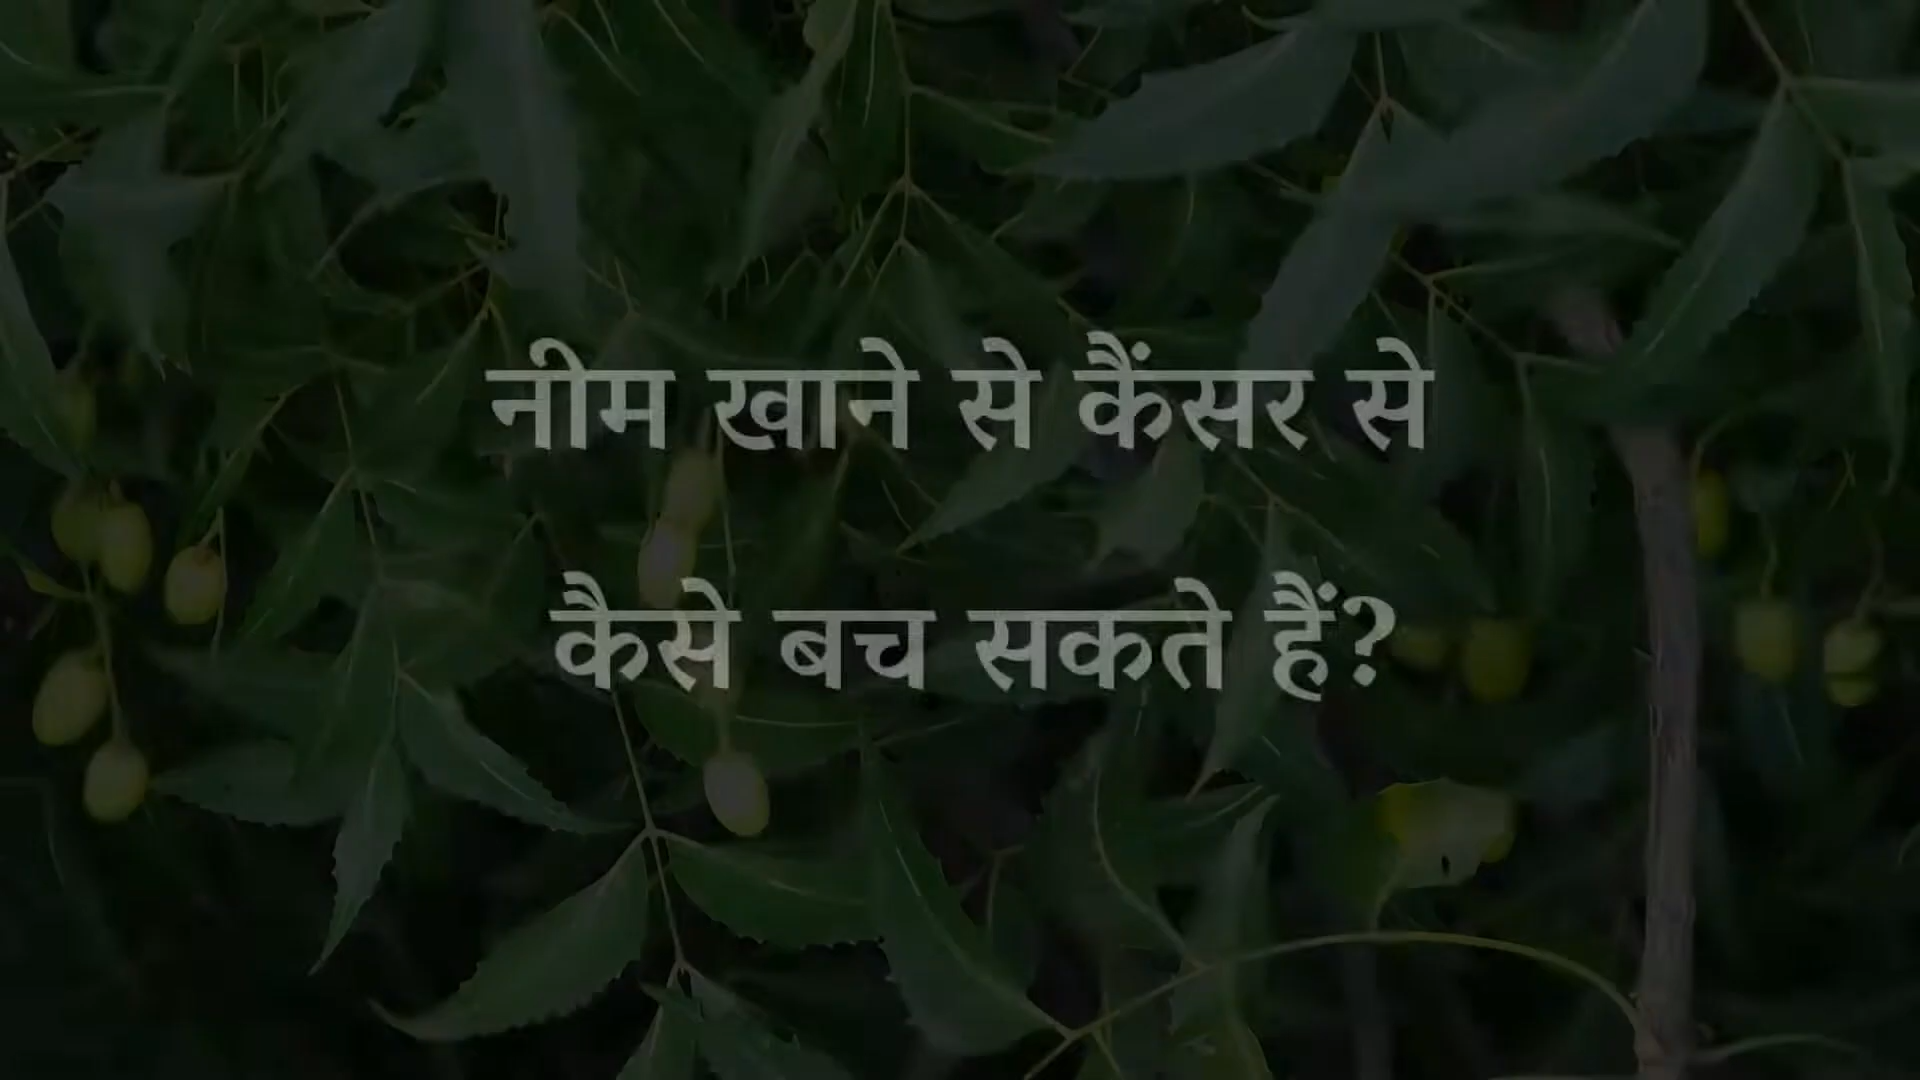 नीम खाने से कैंसर से
कैसे बच सकते हैं?